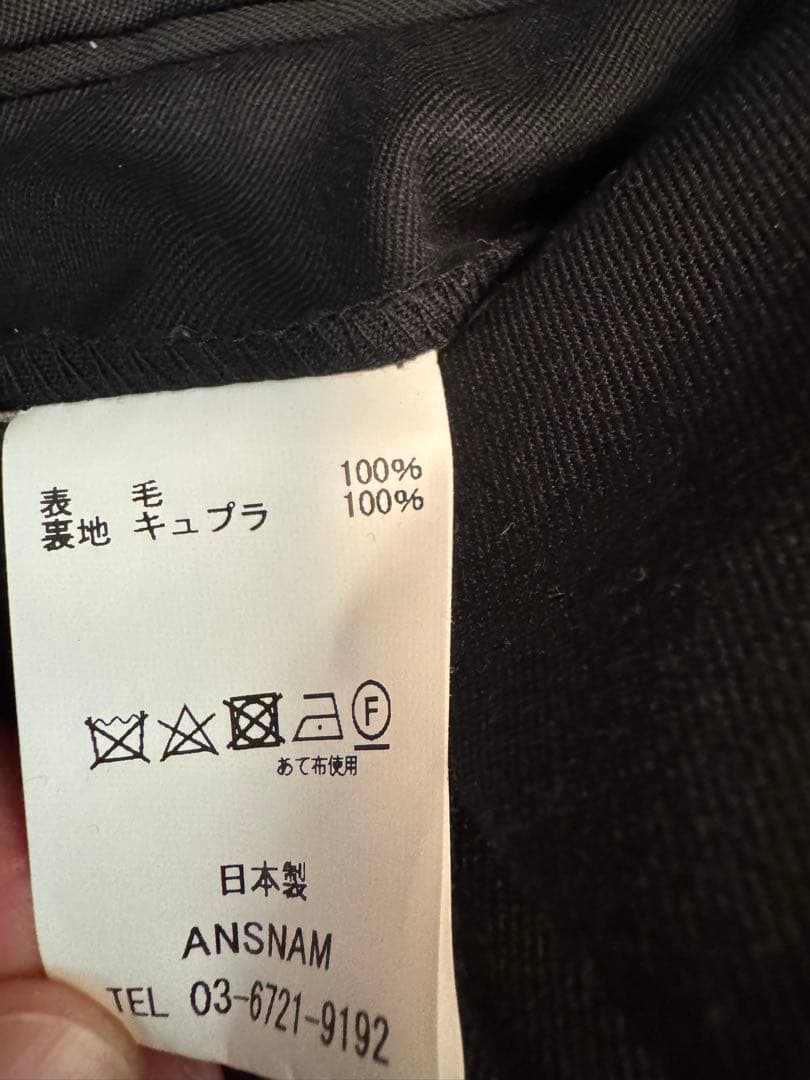 表 毛 100%
裏地 キュプラ 100%
F
あて布使用
日本製
ANSNAM
TEL 03-6721-9192